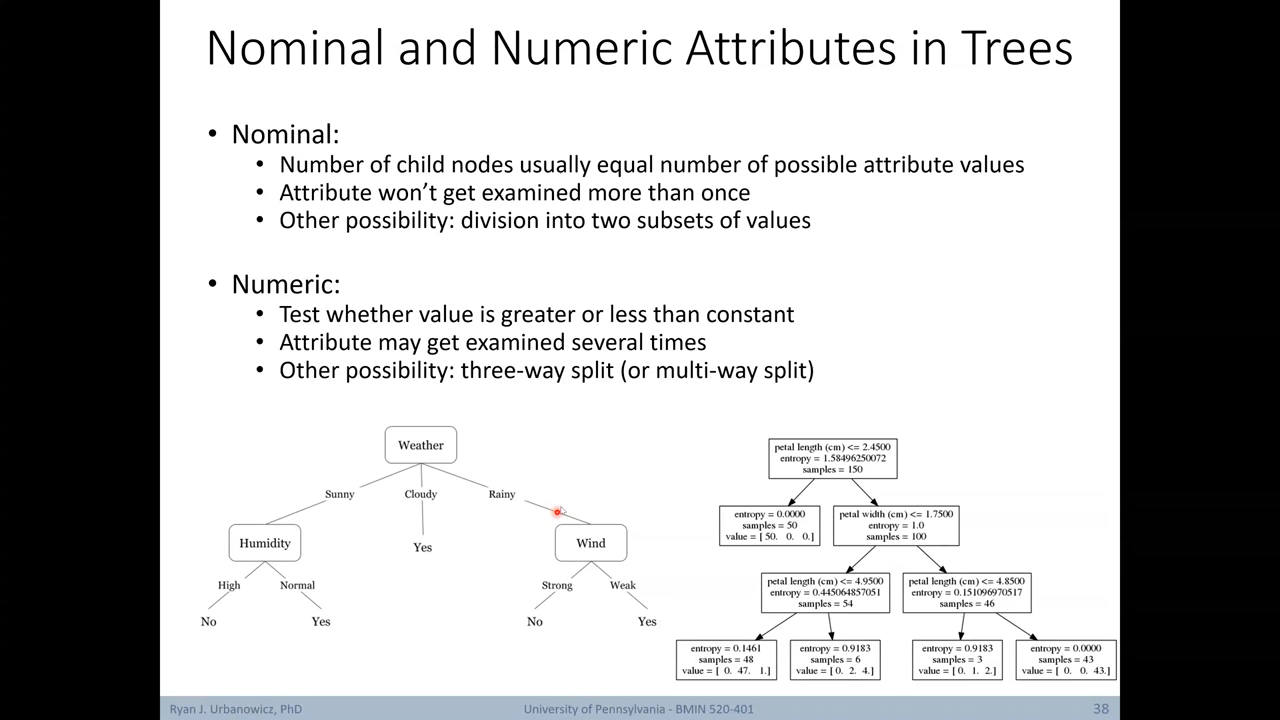 Nominal and Numeric Attributes in Trees
• Nominal:
• Number of child nodes usually equal number of possible attribute values
• Attribute won't get examined more than once
• Other possibility: division into two subsets of values
• Numeric:
• Test whether value is greater or less than constant
• Attribute may get examined several times
• Other possibility: three-way split (or multi-way split)
Weather
Sunny
Cloudy
Rainy
Humidity
Yes
Wind
High
Normal
Strong
Weak
No
Yes
No
Yes
petal length (cm) <= 2.4500
entropy = 1.58496250072
samples = 150
entropy = 0.0000
samples = 50
value = [ 50. 0. 0.]
petal width (cm) <= 1.7500
entropy = 1.0
samples = 100
petal length (cm) <= 4.9500
entropy = 0.445064857051
samples = 54
petal length (cm) <= 4.8500
entropy = 0.151096970517
samples = 46
entropy = 0.1461
samples = 48
value = [ 0. 47. 1.]
entropy = 0.9183
samples = 6
value = [ 0. 2. 4.]
entropy = 0.9183
samples = 3
value = [ 0. 1. 2.]
entropy = 0.0000
samples = 43
value = [ 0. 0. 43.]
Ryan J. Urbanowicz, PhD
University of Pennsylvania - BMIN 520-401
38